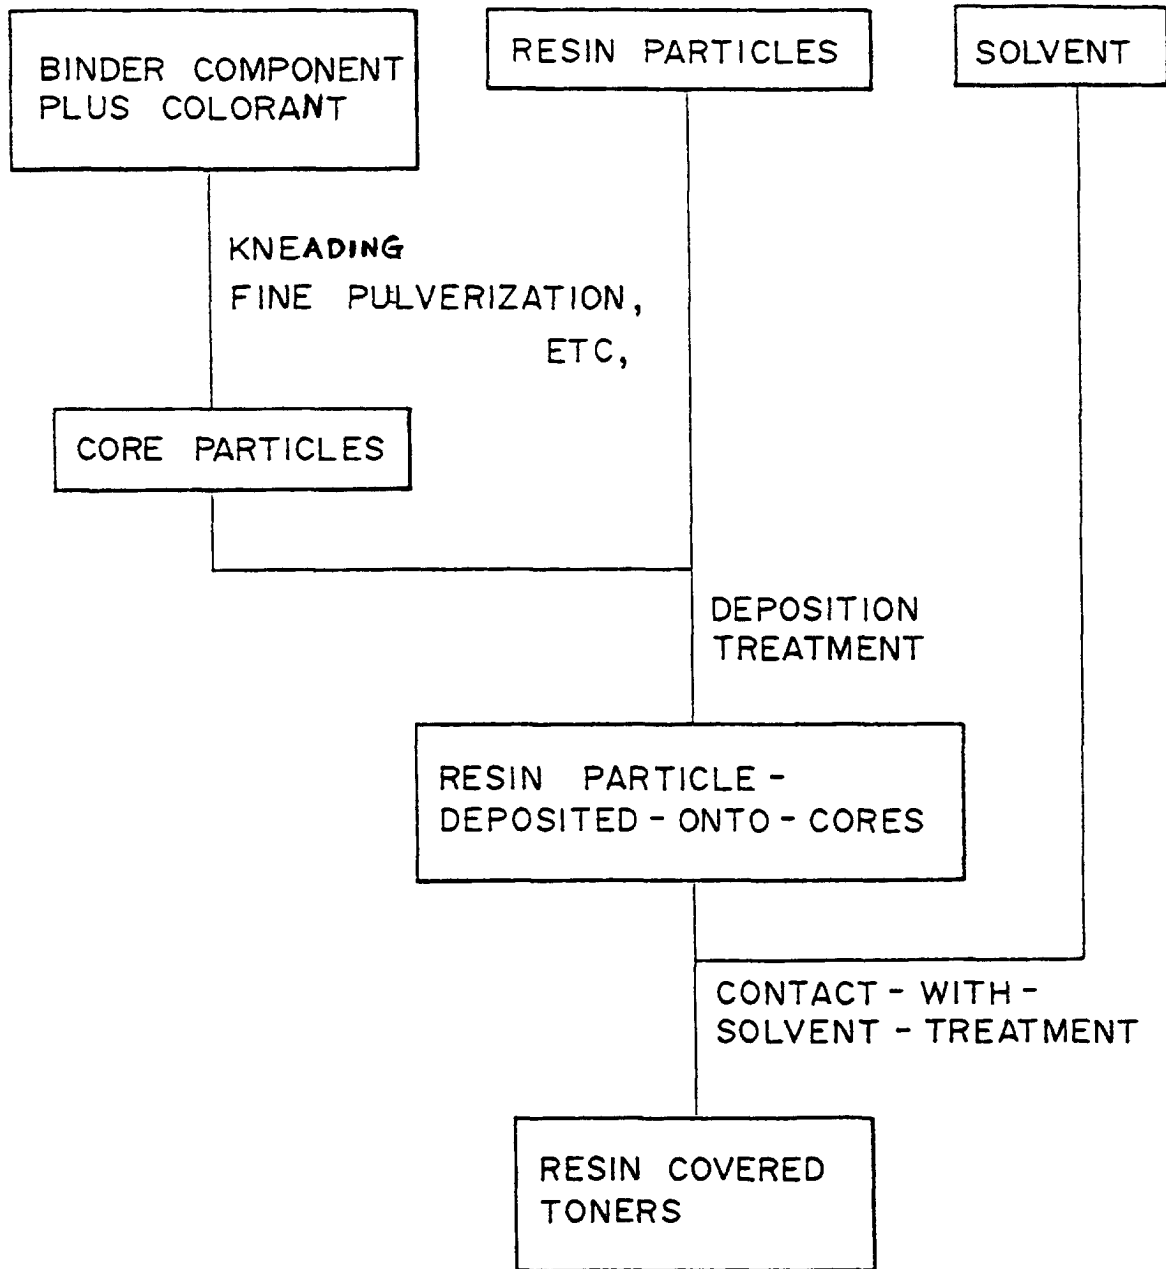 BINDER COMPONENT
PLUS COLORANT
RESIN PARTICLES
SOLVENT
KNEADING
FINE PULVERIZATION,
ETC,
CORE PARTICLES
DEPOSITION
TREATMENT
RESIN PARTICLE-
DEPOSITED-ONTO-CORES
CONTACT-WITH-
SOLVENT-TREATMENT
RESIN COVERED
TONERS